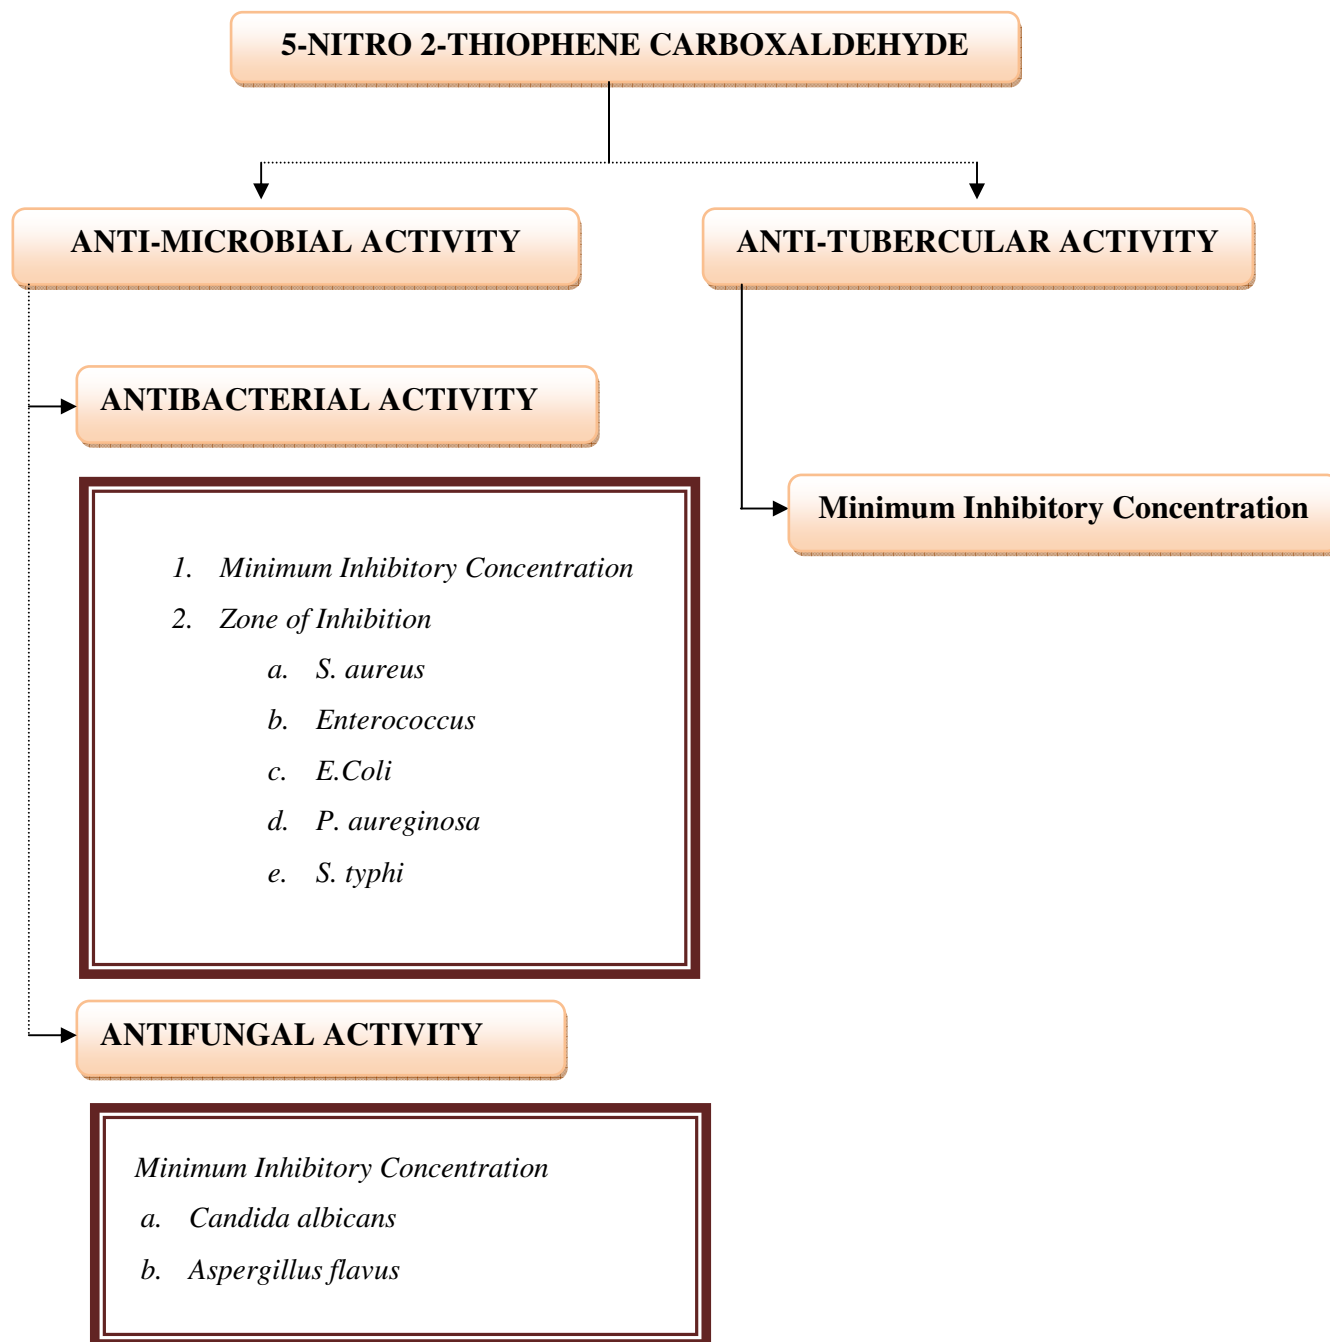 5-NITRO 2-THIOPHENE CARBOXALDEHYDE
ANTI-MICROBIAL ACTIVITY
ANTI-TUBERCULAR ACTIVITY
ANTIBACTERIAL ACTIVITY
Minimum Inhibitory Concentration
1. Minimum Inhibitory Concentration
2. Zone of Inhibition
a. S. aureus
b. Enterococcus
c. E.Coli
d. P. aureginosa
e. S. typhi
ANTIFUNGAL ACTIVITY
Minimum Inhibitory Concentration
a. Candida albicans
b. Aspergillus flavus